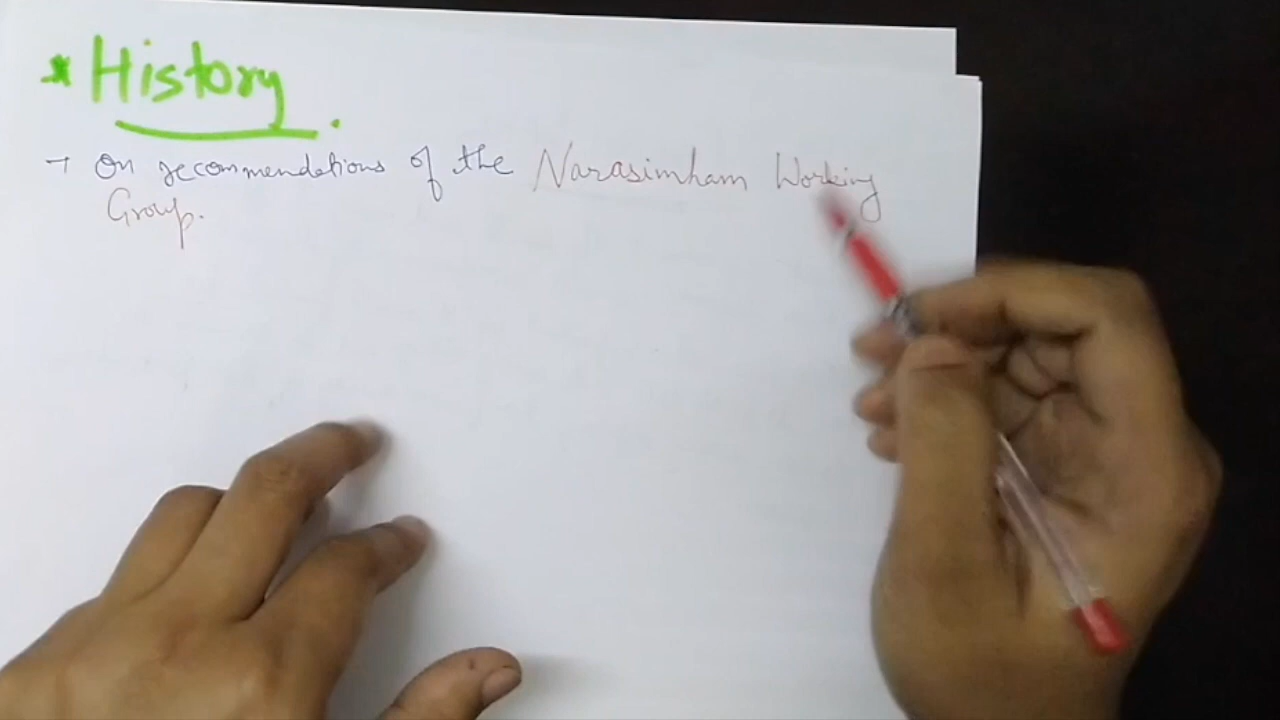 * History.
→ On recommendations of the Narasimham Working
Group.